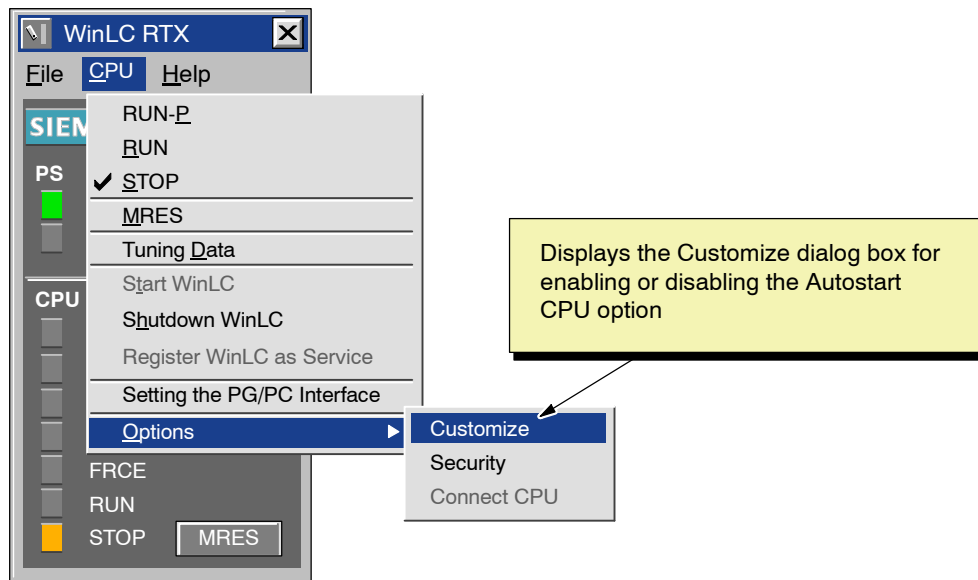 WinLC RTX
File CPU Help
SIEM
PS
CPU
RUN-P
RUN
STOP
MRES
Tuning Data
Start WinLC
Shutdown WinLC
Register WinLC as Service
Setting the PG/PC Interface
Options
Customize
Security
Connect CPU
FRCE
RUN
STOP MRES
Displays the Customize dialog box for
enabling or disabling the Autostart
CPU option